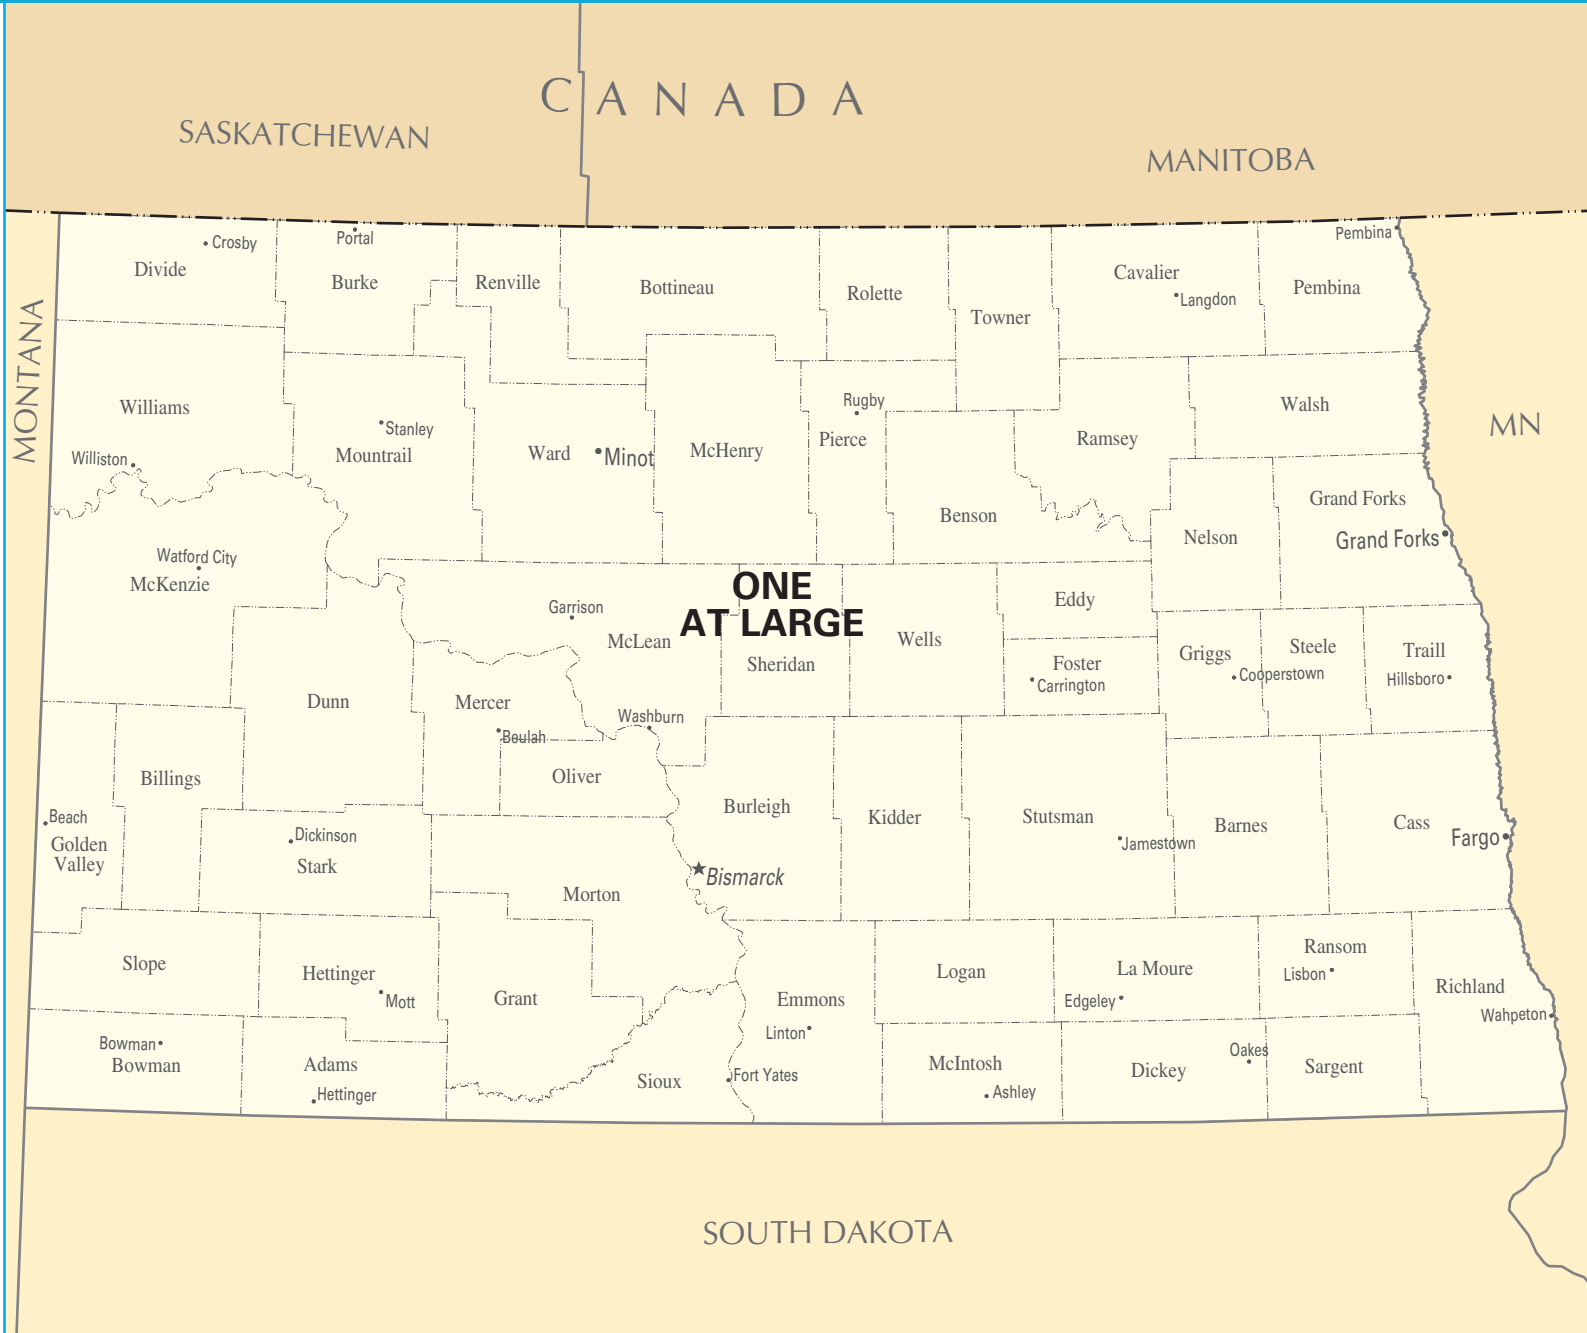 CANADA
SASKATCHEWAN
MANITOBA
MONTANA
MN
SOUTH DAKOTA
ONE
AT LARGE
Crosby
Divide
Portal
Burke
Renville
Bottineau
Rolette
Towner
Cavalier
Langdon
Pembina
Pembina
Williams
Williston
Stanley
Mountrail
Ward
Minot
McHenry
Rugby
Pierce
Benson
Ramsey
Walsh
Nelson
Grand Forks
Grand Forks
Watford City
McKenzie
Garrison
McLean
Sheridan
Wells
Eddy
Foster
Carrington
Griggs
Cooperstown
Steele
Traill
Hillsboro
Dunn
Mercer
Beulah
Washburn
Oliver
Billings
Beach
Golden
Valley
Dickinson
Stark
Morton
Burleigh
Bismarck
Kidder
Stutsman
Jamestown
Barnes
Cass
Fargo
Slope
Hettinger
Mott
Grant
Emmons
Linton
Logan
La Moure
Edgeley
Ransom
Lisbon
Richland
Wahpeton
Bowman
Bowman
Adams
Hettinger
Sioux
Fort Yates
McIntosh
Ashley
Dickey
Oakes
Sargent